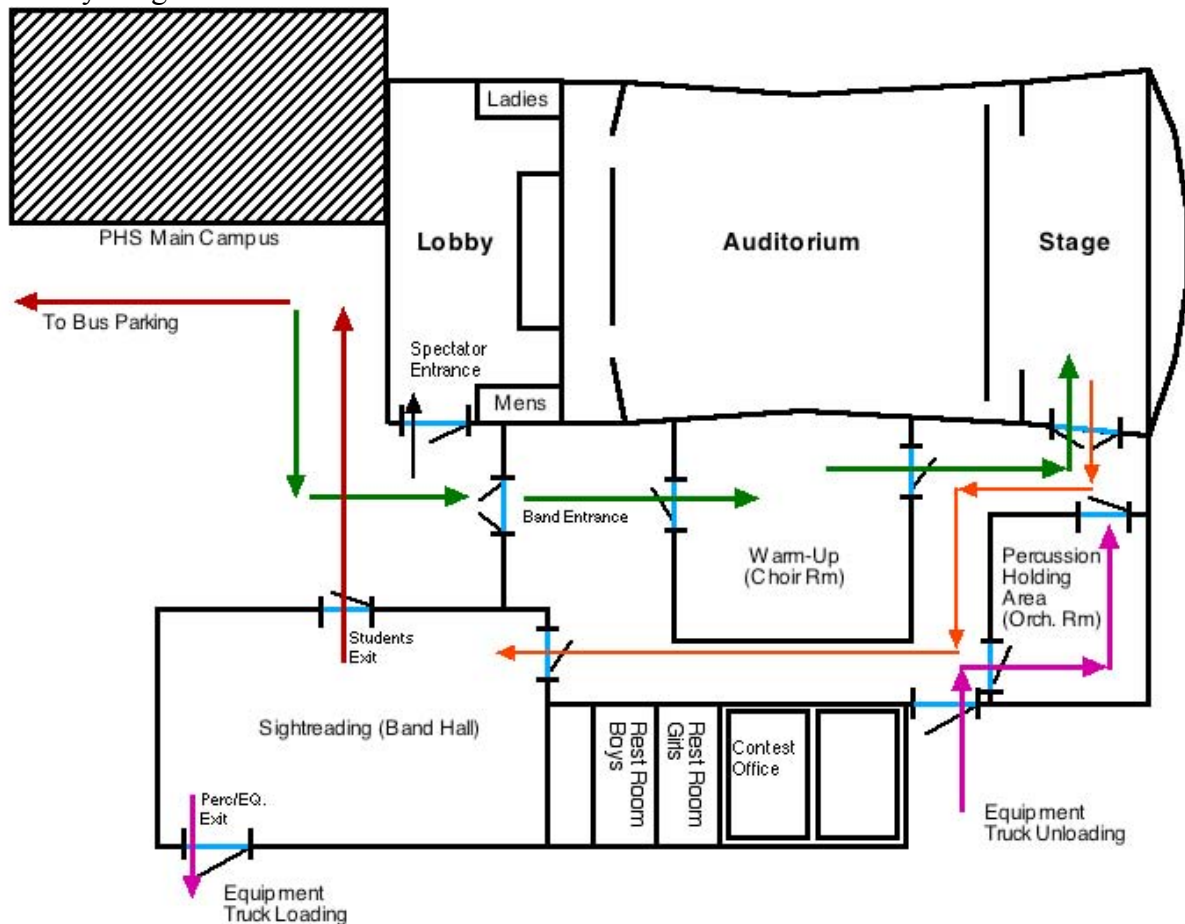 Ladies
PHS Main Campus
Lobby
Auditorium
Stage
To Bus Parking
Spectator
Entrance
Mens
Band Entrance
Warm-Up
(Choir Rm)
Percussion
Holding
Area
(Orch. Rm)
Students
Exit
Sightreading (Band Hall)
Rest Room
Boys
Rest Room
Girls
Contest
Office
Perc/EQ.
Exit
Equipment
Truck Unloading
Equipment
Truck Loading